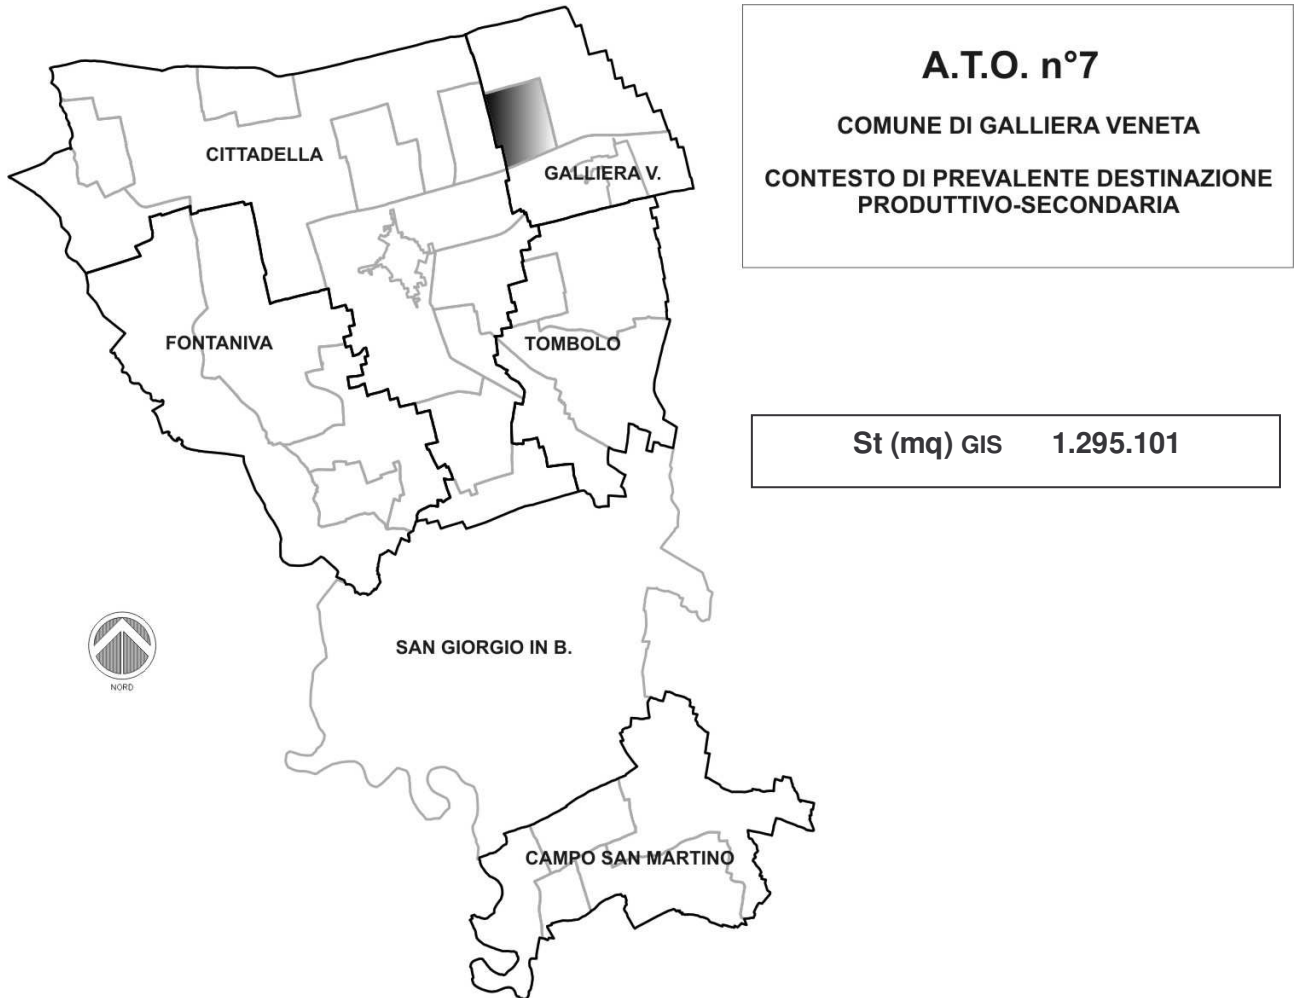 A.T.O. n°7
COMUNE DI GALLIERA VENETA
CONTESTO DI PREVALENTE DESTINAZIONE
PRODUTTIVO-SECONDARIA
CITTADELLA
GALLIERA V.
FONTANIVA
TOMBOLO
St (mq) GIS 1.295.101
SAN GIORGIO IN B.
NORD
CAMPO SAN MARTINO